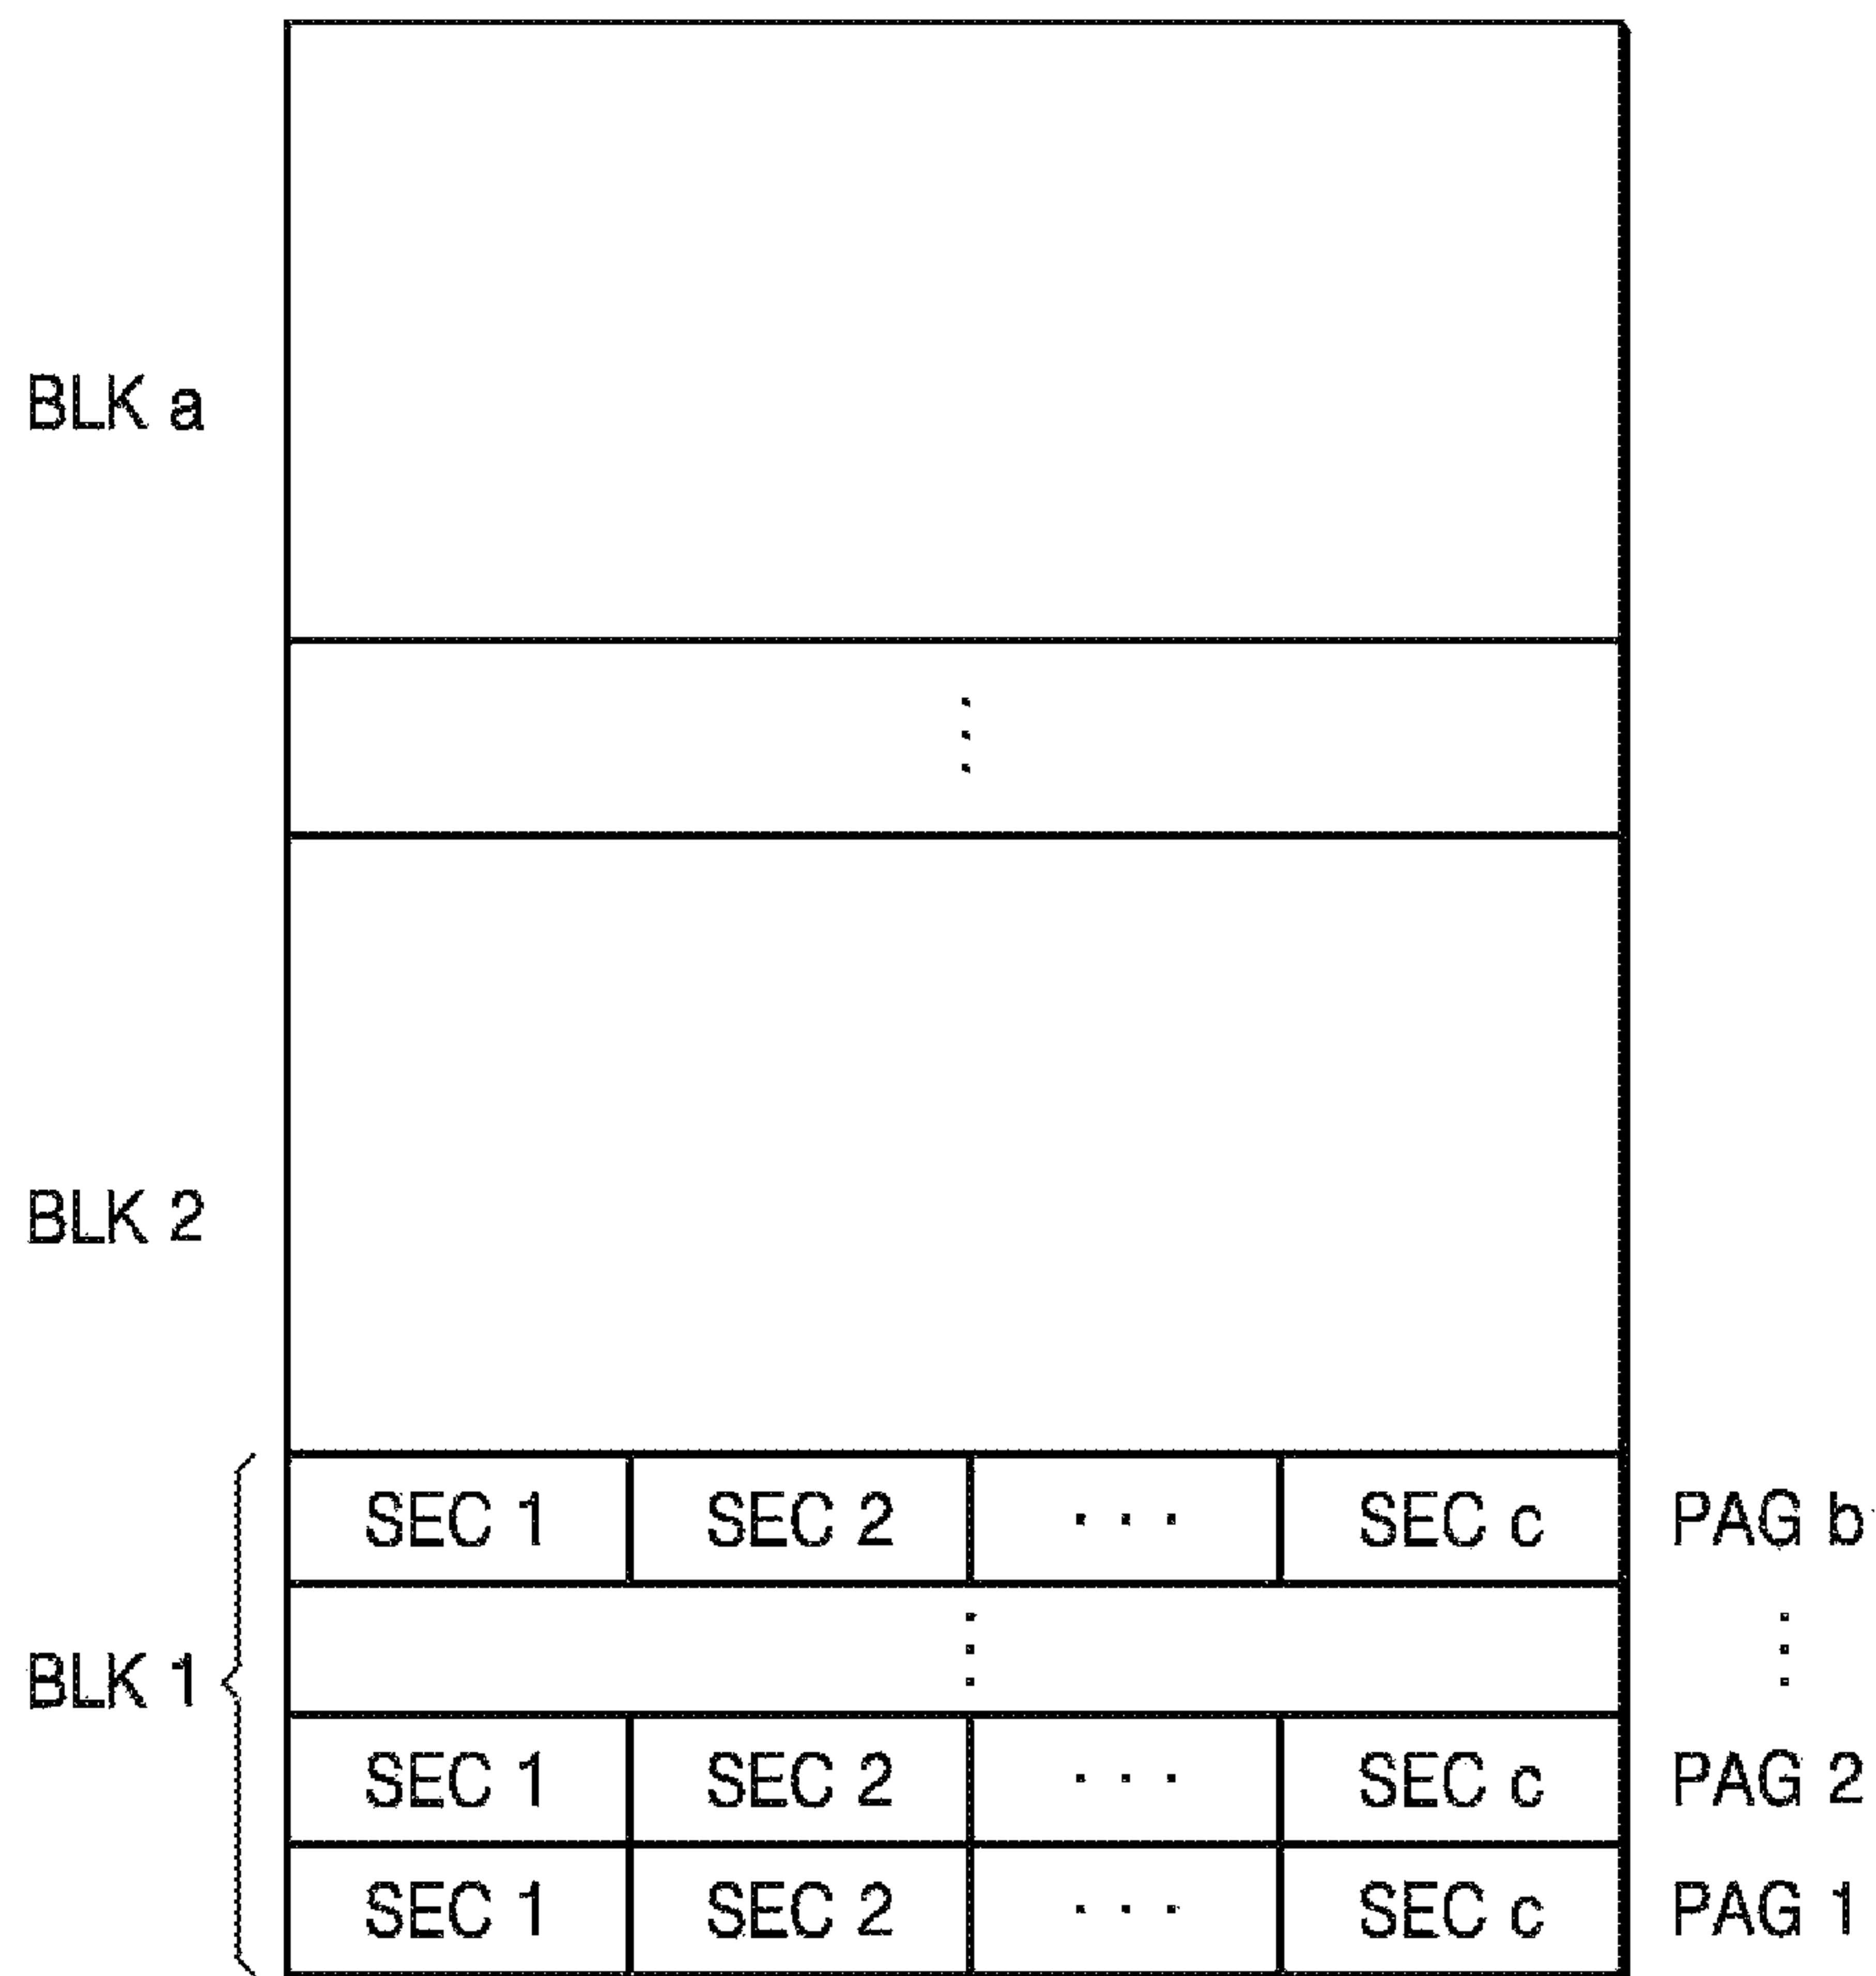 BLK a
⋮
BLK 2
SEC 1 SEC 2 ··· SEC c PAG b
BLK 1 ⋮ ⋮
SEC 1 SEC 2 ··· SEC c PAG 2
SEC 1 SEC 2 ··· SEC c PAG 1